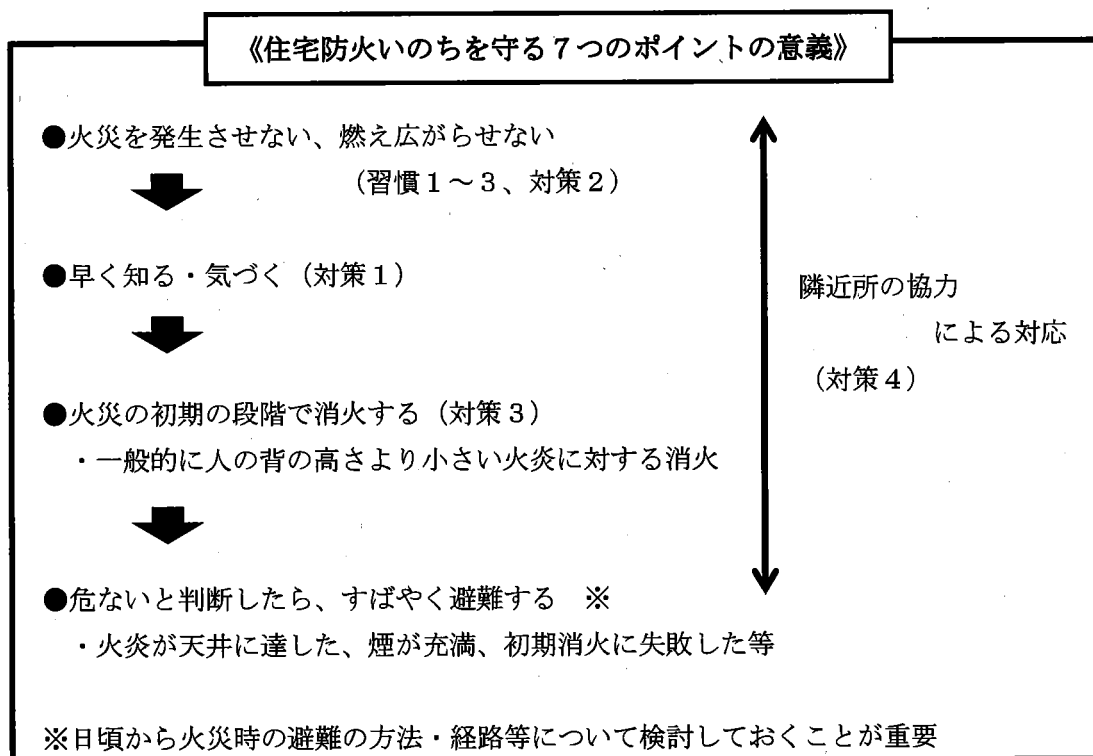 《住宅防火いのちを守る７つのポイントの意義》
●火災を発生させない、燃え広がらせない
（習慣１～３、対策２）
●早く知る・気づく（対策１）
●火災の初期の段階で消火する（対策３）
・一般的に人の背の高さより小さい火炎に対する消火
●危ないと判断したら、すばやく避難する　※
・火炎が天井に達した、煙が充満、初期消火に失敗した等
隣近所の協力
による対応
（対策４）
※日頃から火災時の避難の方法・経路等について検討しておくことが重要